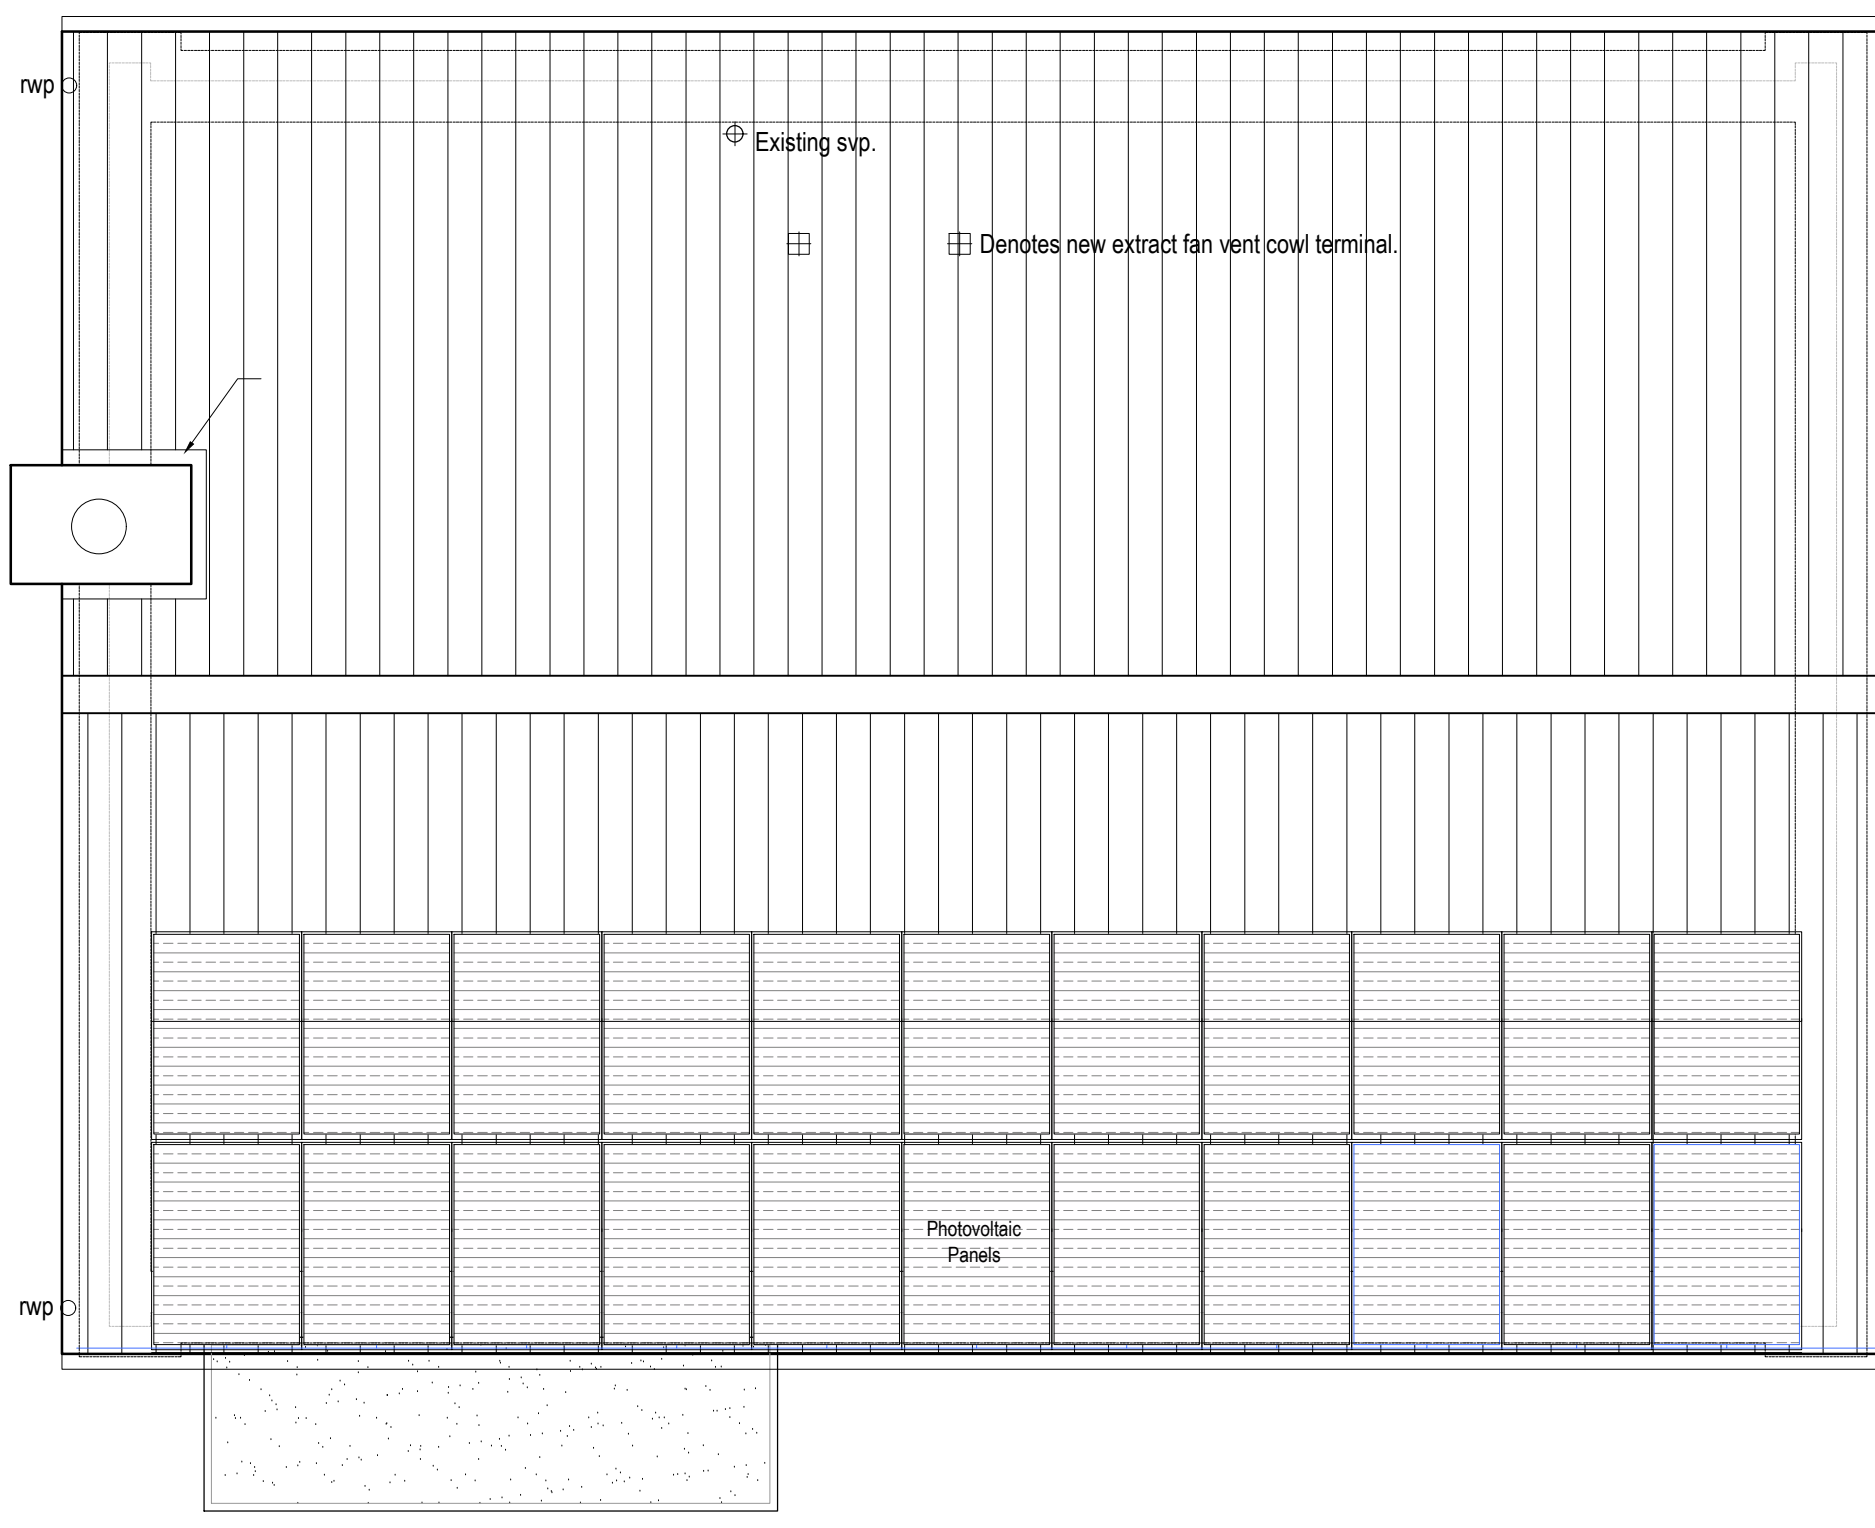 rwp
Existing svp.
Denotes new extract fan vent cowl terminal.
Photovoltaic
Panels
rwp